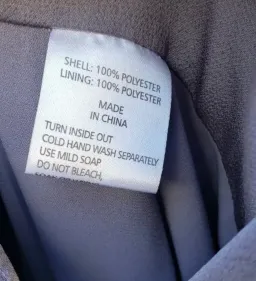 SHELL: 100% POLYESTER
LINING: 100% POLYESTER
MADE
IN CHINA
TURN INSIDE OUT
COLD HAND WASH SEPARATELY
USE MILD SOAP
DO NOT BLEACH,